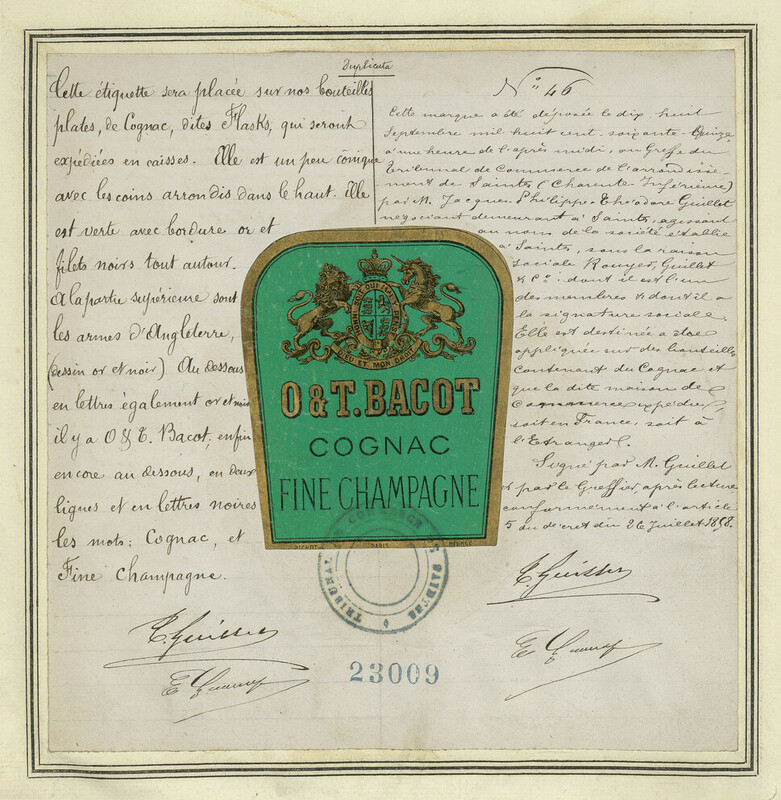 Duplicata
Cette étiquette sera placée sur nos bouteilles
plates, de Cognac, dites Flasks, qui seront
expédiées en caisses. Elle est un peu conique
avec les coins arrondis dans le haut. Elle
est verte avec bordure or et
filets noirs tout autour.
A la partie supérieure sont
les armes d'Angleterre,
(dessin or et noir) Au dessous
en lettres également or et noir
il y a O & T. Bacot, enfin
encore au dessous, en deux
lignes et en lettres noires
les mots: Cognac, et
Fine Champagne.
N° 46
Cette marque a été déposée le dix huit
Septembre mil huit cent soixante-quinze
à une heure de l'après midi, au Greffe du
Tribunal de Commerce de l'arrondisse-
ment de Saintes (Charente Inférieure)
par M. Jacques Philippe Théodore Guillet
negociant demeurant à Saintes, agissant
au nom de la société établie
à Saintes, sous la raison
sociale Rouyer, Guillet
& Cie. dont il est l'un
des membres & dont il a
la signature sociale.
Elle est destinée à être
appliquée sur des bouteilles
contenant du Cognac et
que la dite maison de
Commerce expédie,
soit en France, soit à
l'Etranger.
Signé par M. Guillet
& par le Greffier, après lecture,
conformément à l'article
5 du décret du 26 Juillet 1858.
HONI SOIT QUI MAL Y PENSE
DIEU ET MON DROIT
O & T. BACOT
COGNAC
FINE CHAMPAGNE
PARIS
TRIBUNAL DE COMMERCE DE SAINTES
23009